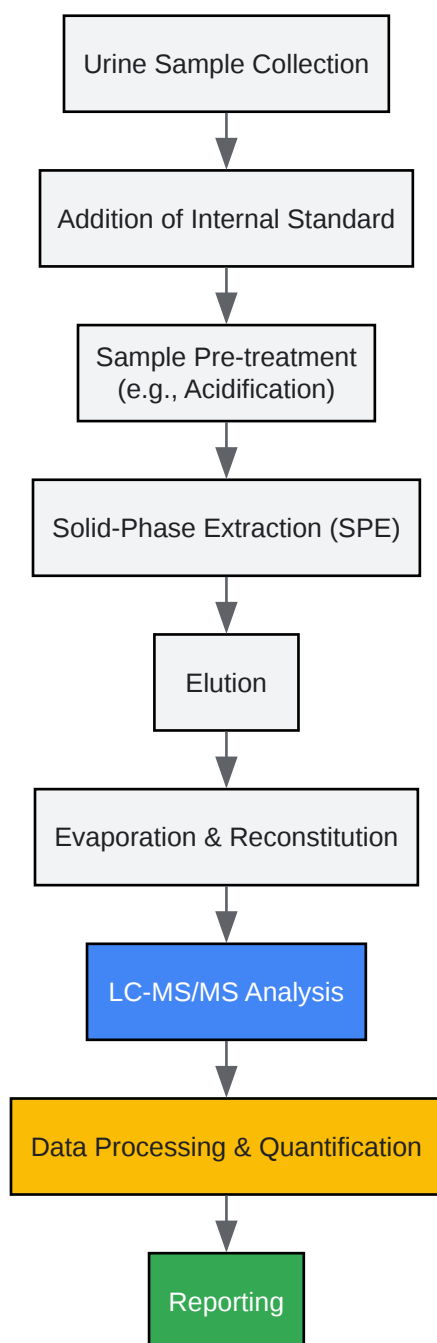 Urine Sample Collection
Addition of Internal Standard
Sample Pre-treatment
(e.g., Acidification)
Solid-Phase Extraction (SPE)
Elution
Evaporation & Reconstitution
LC-MS/MS Analysis
Data Processing & Quantification
Reporting